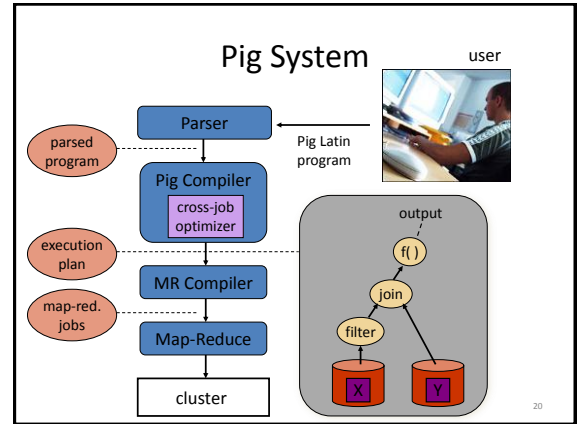 Pig System
user
Parser
Pig Latin
program
parsed
program
Pig Compiler
cross-job
optimizer
execution
plan
MR Compiler
map-red.
jobs
Map-Reduce
cluster
output
f( )
join
filter
X
Y
20